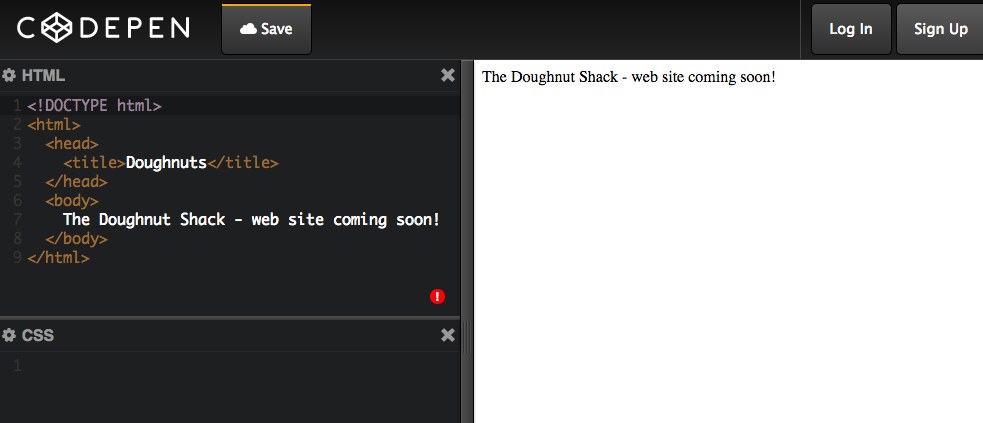 CODEPEN
Save
Log In
Sign Up
HTML
1 <!DOCTYPE html>
2 <html>
3   <head>
4     <title>Doughnuts</title>
5   </head>
6   <body>
7     The Doughnut Shack - web site coming soon!
8   </body>
9 </html>
!
CSS
1
The Doughnut Shack - web site coming soon!